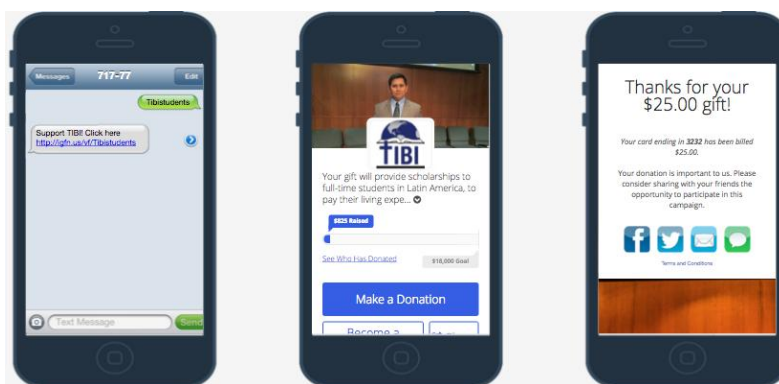 Messages
717-77
Edit
Tibistudents
Support TIBI! Click here
http://igfn.us/vf/Tibistudents
Text Message
Send
TIBI
Your gift will provide scholarships to
full-time students in Latin America, to
pay their living expe...
$825 Raised
See Who Has Donated
$18,000 Goal
Make a Donation
Become a
Thanks for your
$25.00 gift!
Your card ending in 3232 has been billed
$25.00.
Your donation is important to us. Please
consider sharing with your friends the
opportunity to participate in this
campaign.
Terms and Conditions